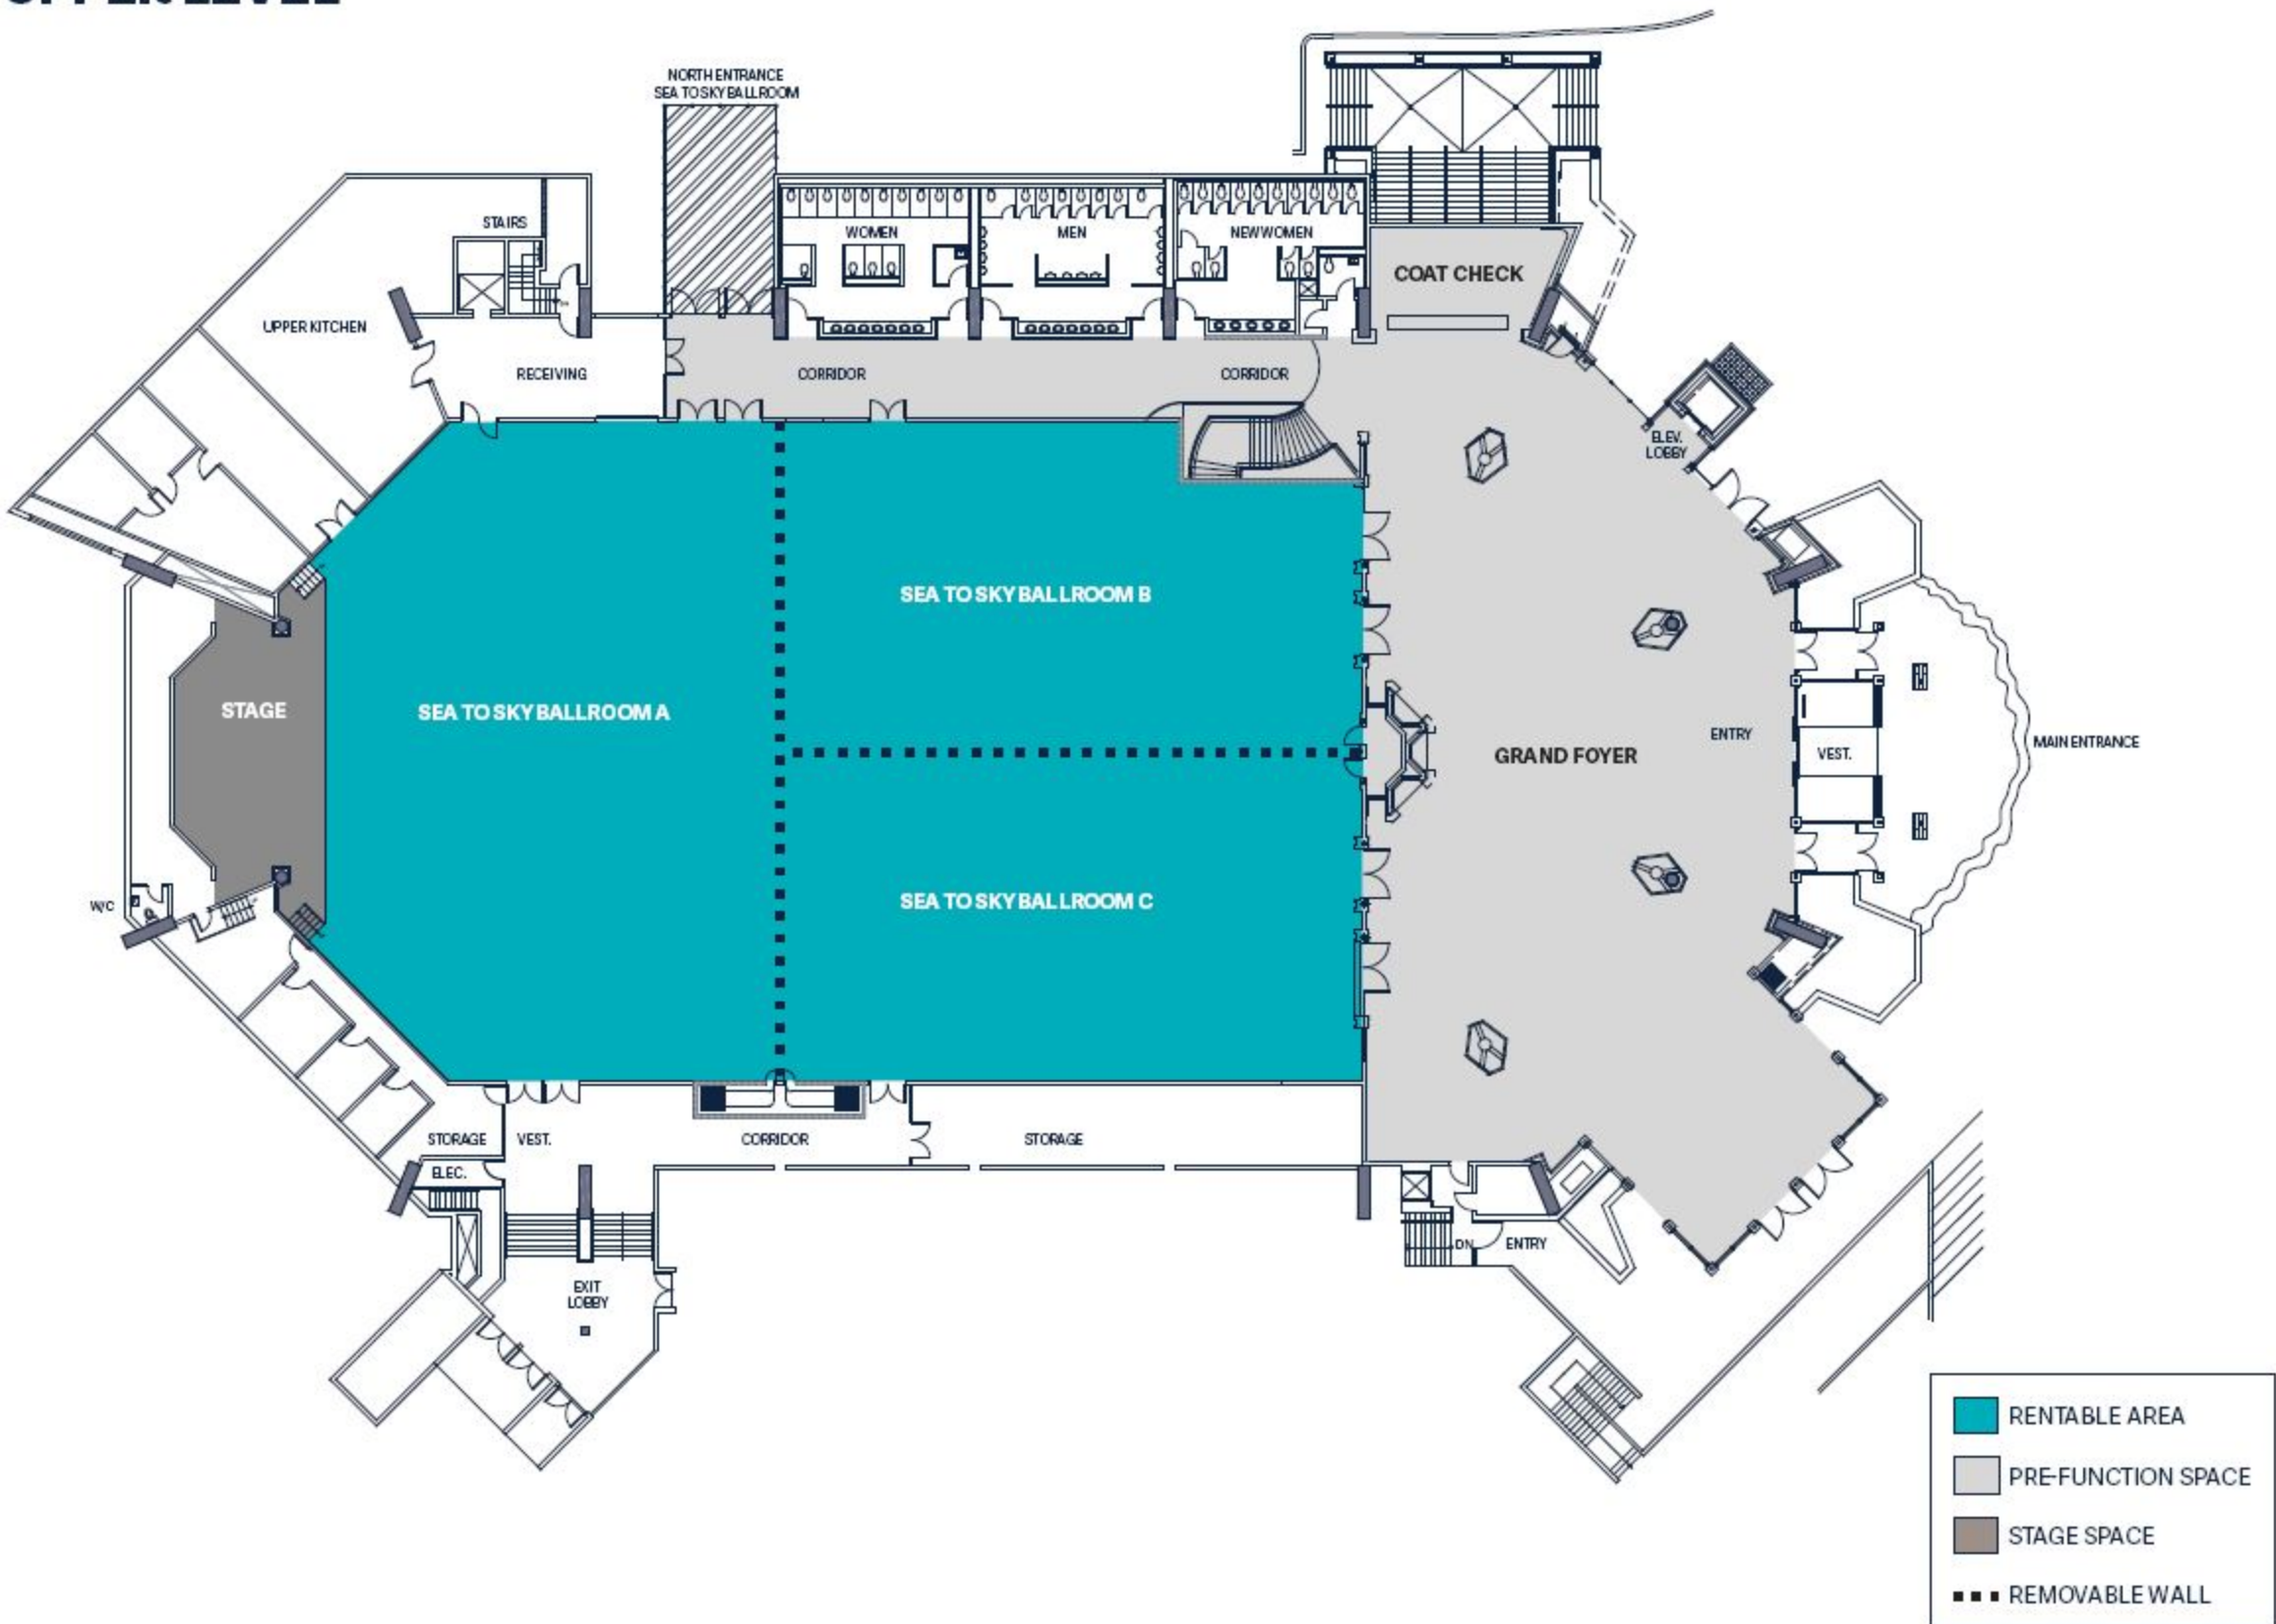 UPPER LEVEL
NORTH ENTRANCE
SEA TO SKY BALLROOM
STAIRS
WOMEN
MEN
NEW WOMEN
COAT CHECK
UPPER KITCHEN
RECEIVING
CORRIDOR
CORRIDOR
ELEV.
LOBBY
SEA TO SKY BALLROOM B
STAGE
SEA TO SKY BALLROOM A
GRAND FOYER
ENTRY
VEST.
MAIN ENTRANCE
SEA TO SKY BALLROOM C
W/C
STORAGE
VEST.
CORRIDOR
STORAGE
ELEC.
DN
ENTRY
EXIT
LOBBY
RENTABLE AREA
PRE-FUNCTION SPACE
STAGE SPACE
REMOVABLE WALL